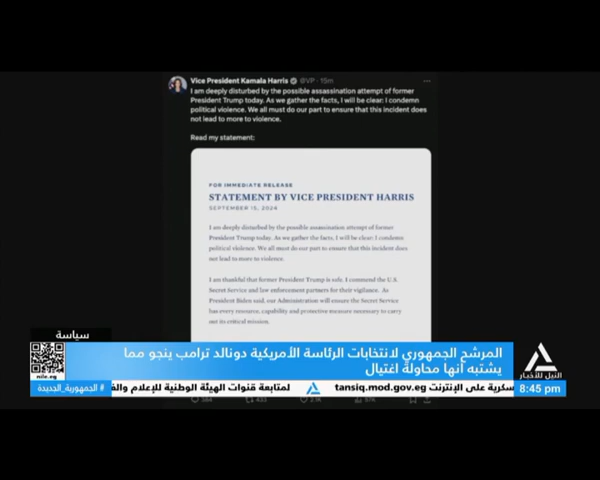 Vice President Kamala Harris @VP · 15m
I am deeply disturbed by the possible assassination attempt of former
President Trump today. As we gather the facts, I will be clear: I condemn
political violence. We all must do our part to ensure that this incident does
not lead to more to violence.
Read my statement:
FOR IMMEDIATE RELEASE
STATEMENT BY VICE PRESIDENT HARRIS
SEPTEMBER 15, 2024
I am deeply disturbed by the possible assassination attempt of former
President Trump today. As we gather the facts, I will be clear: I condemn
political violence. We all must do our part to ensure that this incident does
not lead to more to violence.
I am thankful that former President Trump is safe. I commend the U.S.
Secret Service and law enforcement partners for their vigilance. As
President Biden said, our Administration will ensure the Secret Service
has every resource, capability and protective measure necessary to carry
out its critical mission.
سياسة
المرشح الجمهوري لانتخابات الرئاسة الأمريكية دونالد ترامب ينجو مما
يشتبه أنها محاولة اغتيال
النيل للأخبار
nile.eg
#الجمهورية_الجديدة
سكرية على الإنترنت tansiq.mod.gov.eg
لمتابعة قنوات الهيئة الوطنية للإعلام والف
8:45 pm